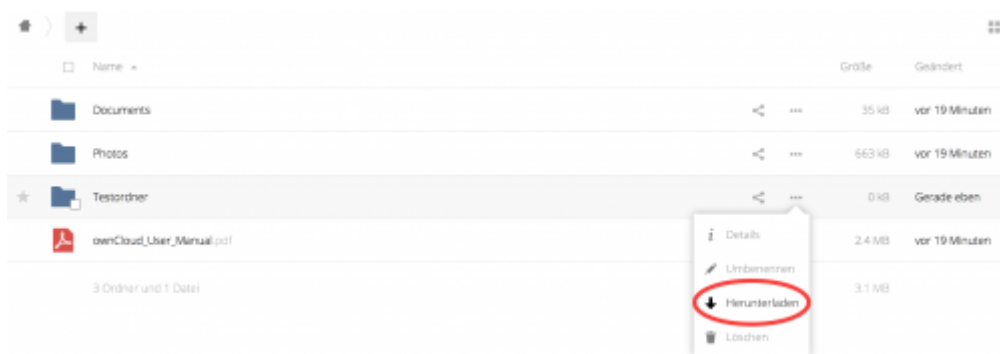 Name Größe Geändert
Documents 35 kB vor 19 Minuten
Photos 663 kB vor 19 Minuten
Testordner 0 kB Gerade eben
ownCloud_User_Manual.pdf 2.4 MB vor 19 Minuten
Details
Umbenennen
3 Ordner und 1 Datei 3.1 MB
Herunterladen
Löschen